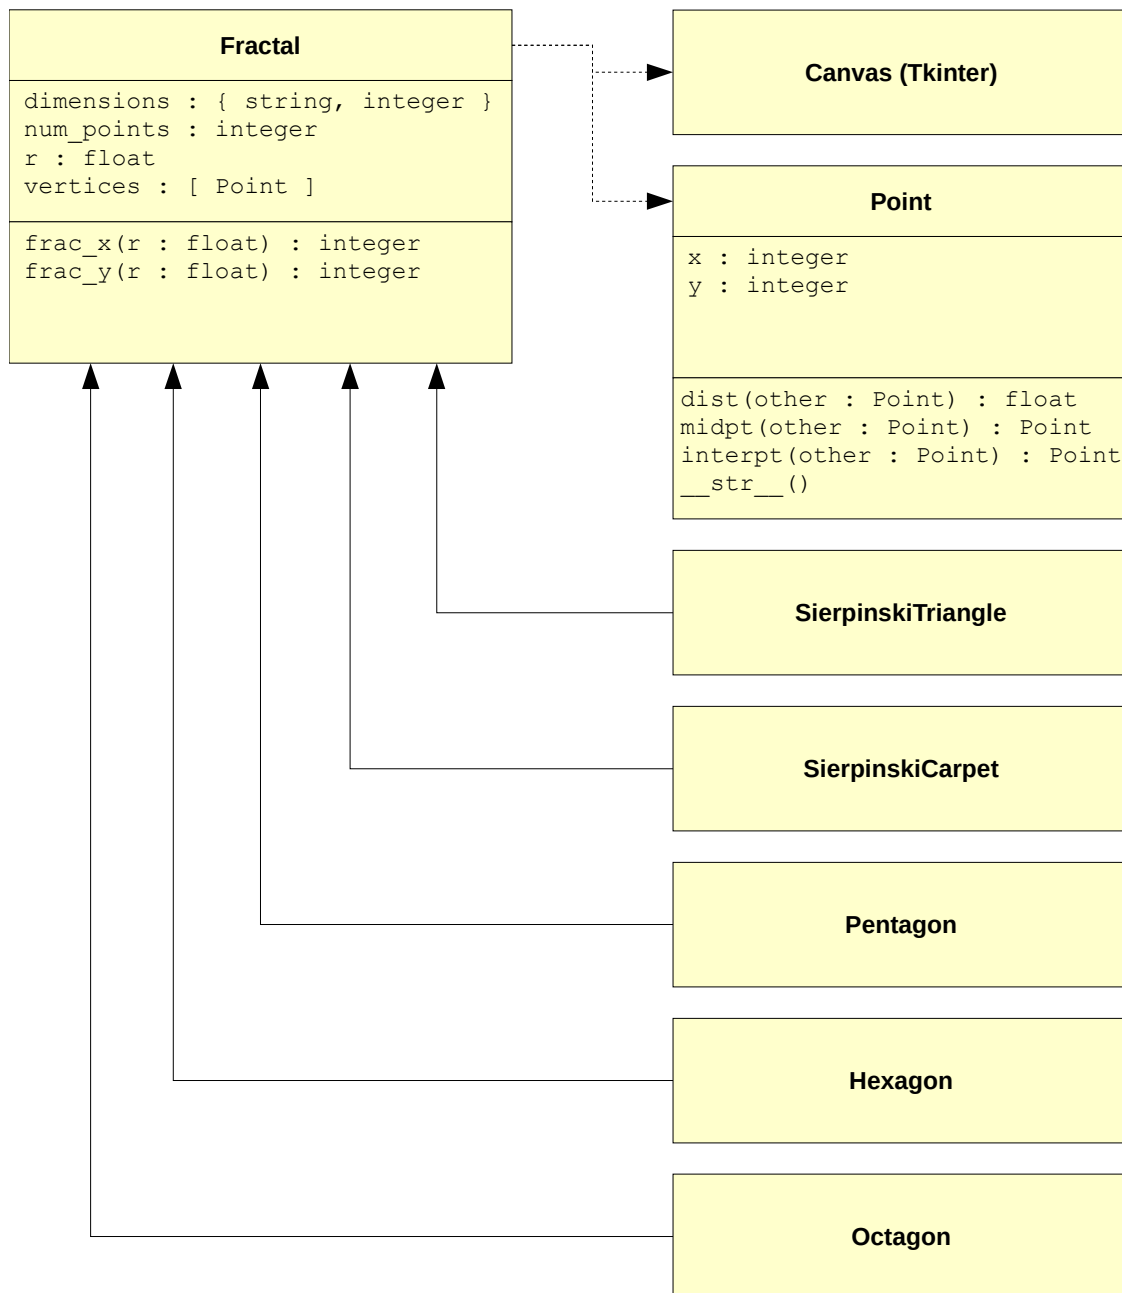 Fractal
dimensions : { string, integer }
num_points : integer
r : float
vertices : [ Point ]
frac_x(r : float) : integer
frac_y(r : float) : integer
Canvas (Tkinter)
Point
x : integer
y : integer
dist(other : Point) : float
midpt(other : Point) : Point
interpt(other : Point) : Point
__str__()
SierpinskiTriangle
SierpinskiCarpet
Pentagon
Hexagon
Octagon